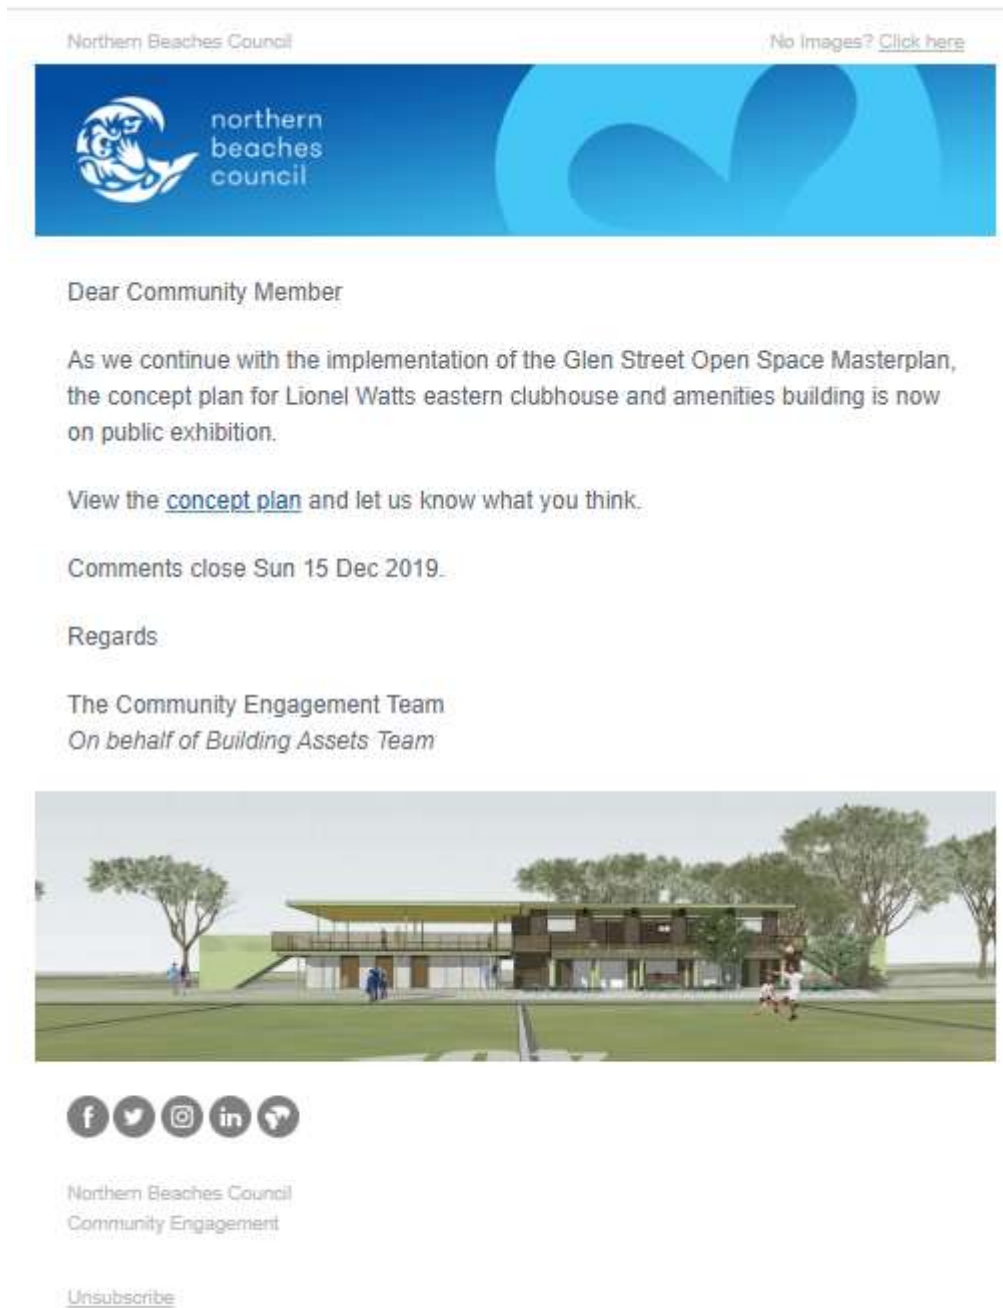 Northern Beaches Council
No Images? Click here
northern
beaches
council
Dear Community Member
As we continue with the implementation of the Glen Street Open Space Masterplan,
the concept plan for Lionel Watts eastern clubhouse and amenities building is now
on public exhibition.
View the concept plan and let us know what you think.
Comments close Sun 15 Dec 2019.
Regards
The Community Engagement Team
On behalf of Building Assets Team
Northern Beaches Council
Community Engagement
Unsubscribe